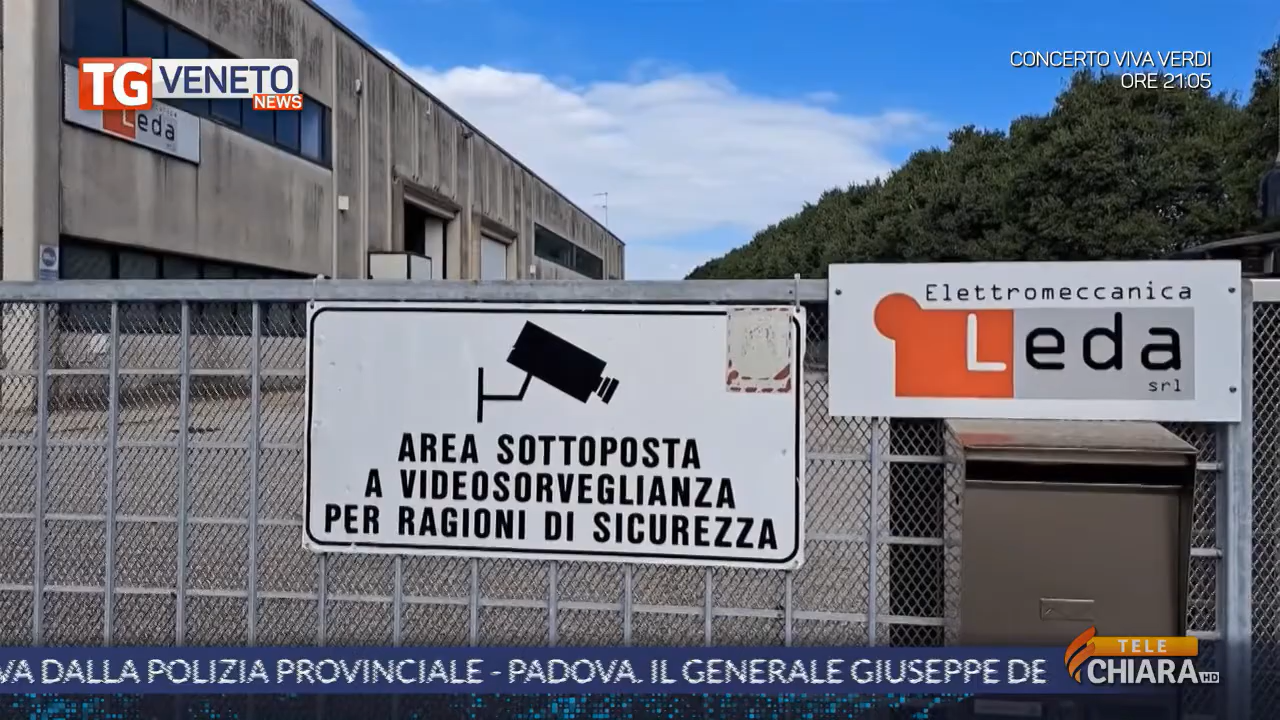 TG VENETO
NEWS
CONCERTO VIVA VERDI
ORE 21:05
Leda
Elettromeccanica
Leda
srl
AREA SOTTOPOSTA
A VIDEOSORVEGLIANZA
PER RAGIONI DI SICUREZZA
VA DALLA POLIZIA PROVINCIALE - PADOVA. IL GENERALE GIUSEPPE DE
TELE
CHIARA HD